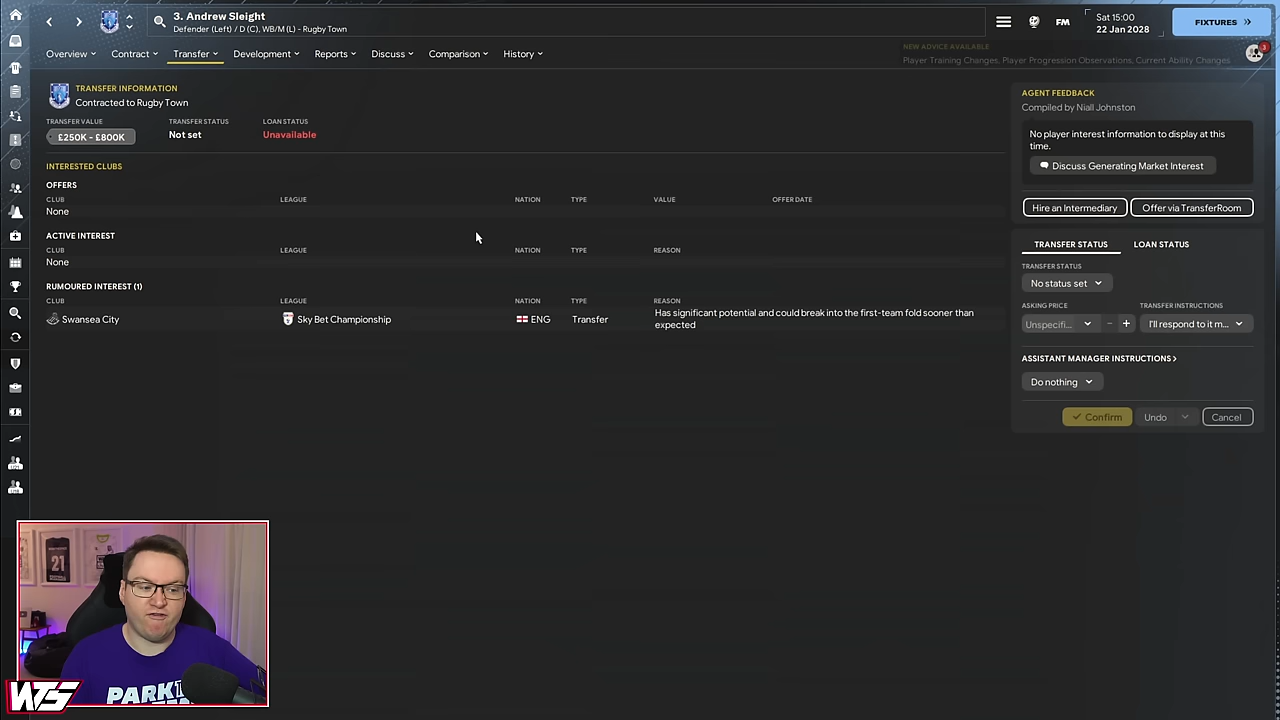 3. Andrew Sleight
Defender (Left) / D (C), WB/M (L) - Rugby Town
FM
Sat 15:00
22 Jan 2028
FIXTURES
Overview
Contract
Transfer
Development
Reports
Discuss
Comparison
History
NEW ADVICE AVAILABLE
Player Training Changes, Player Progression Observations, Current Ability Changes
3
TRANSFER INFORMATION
Contracted to Rugby Town
TRANSFER VALUE
TRANSFER STATUS
LOAN STATUS
£250K - £800K
Not set
Unavailable
INTERESTED CLUBS
OFFERS
CLUB LEAGUE NATION TYPE VALUE OFFER DATE
None
ACTIVE INTEREST
CLUB LEAGUE NATION TYPE REASON
None
RUMOURED INTEREST (1)
CLUB LEAGUE NATION TYPE REASON
Swansea City Sky Bet Championship ENG Transfer Has significant potential and could break into the first-team fold sooner than
expected
AGENT FEEDBACK
Compiled by Niall Johnston
No player interest information to display at this
time.
Discuss Generating Market Interest
Hire an Intermediary
Offer via TransferRoom
TRANSFER STATUS
LOAN STATUS
TRANSFER STATUS
No status set
ASKING PRICE
TRANSFER INSTRUCTIONS
Unspecifi...
I'll respond to it m...
ASSISTANT MANAGER INSTRUCTIONS >
Do nothing
Confirm
Undo
Cancel
21
PARK
WTS